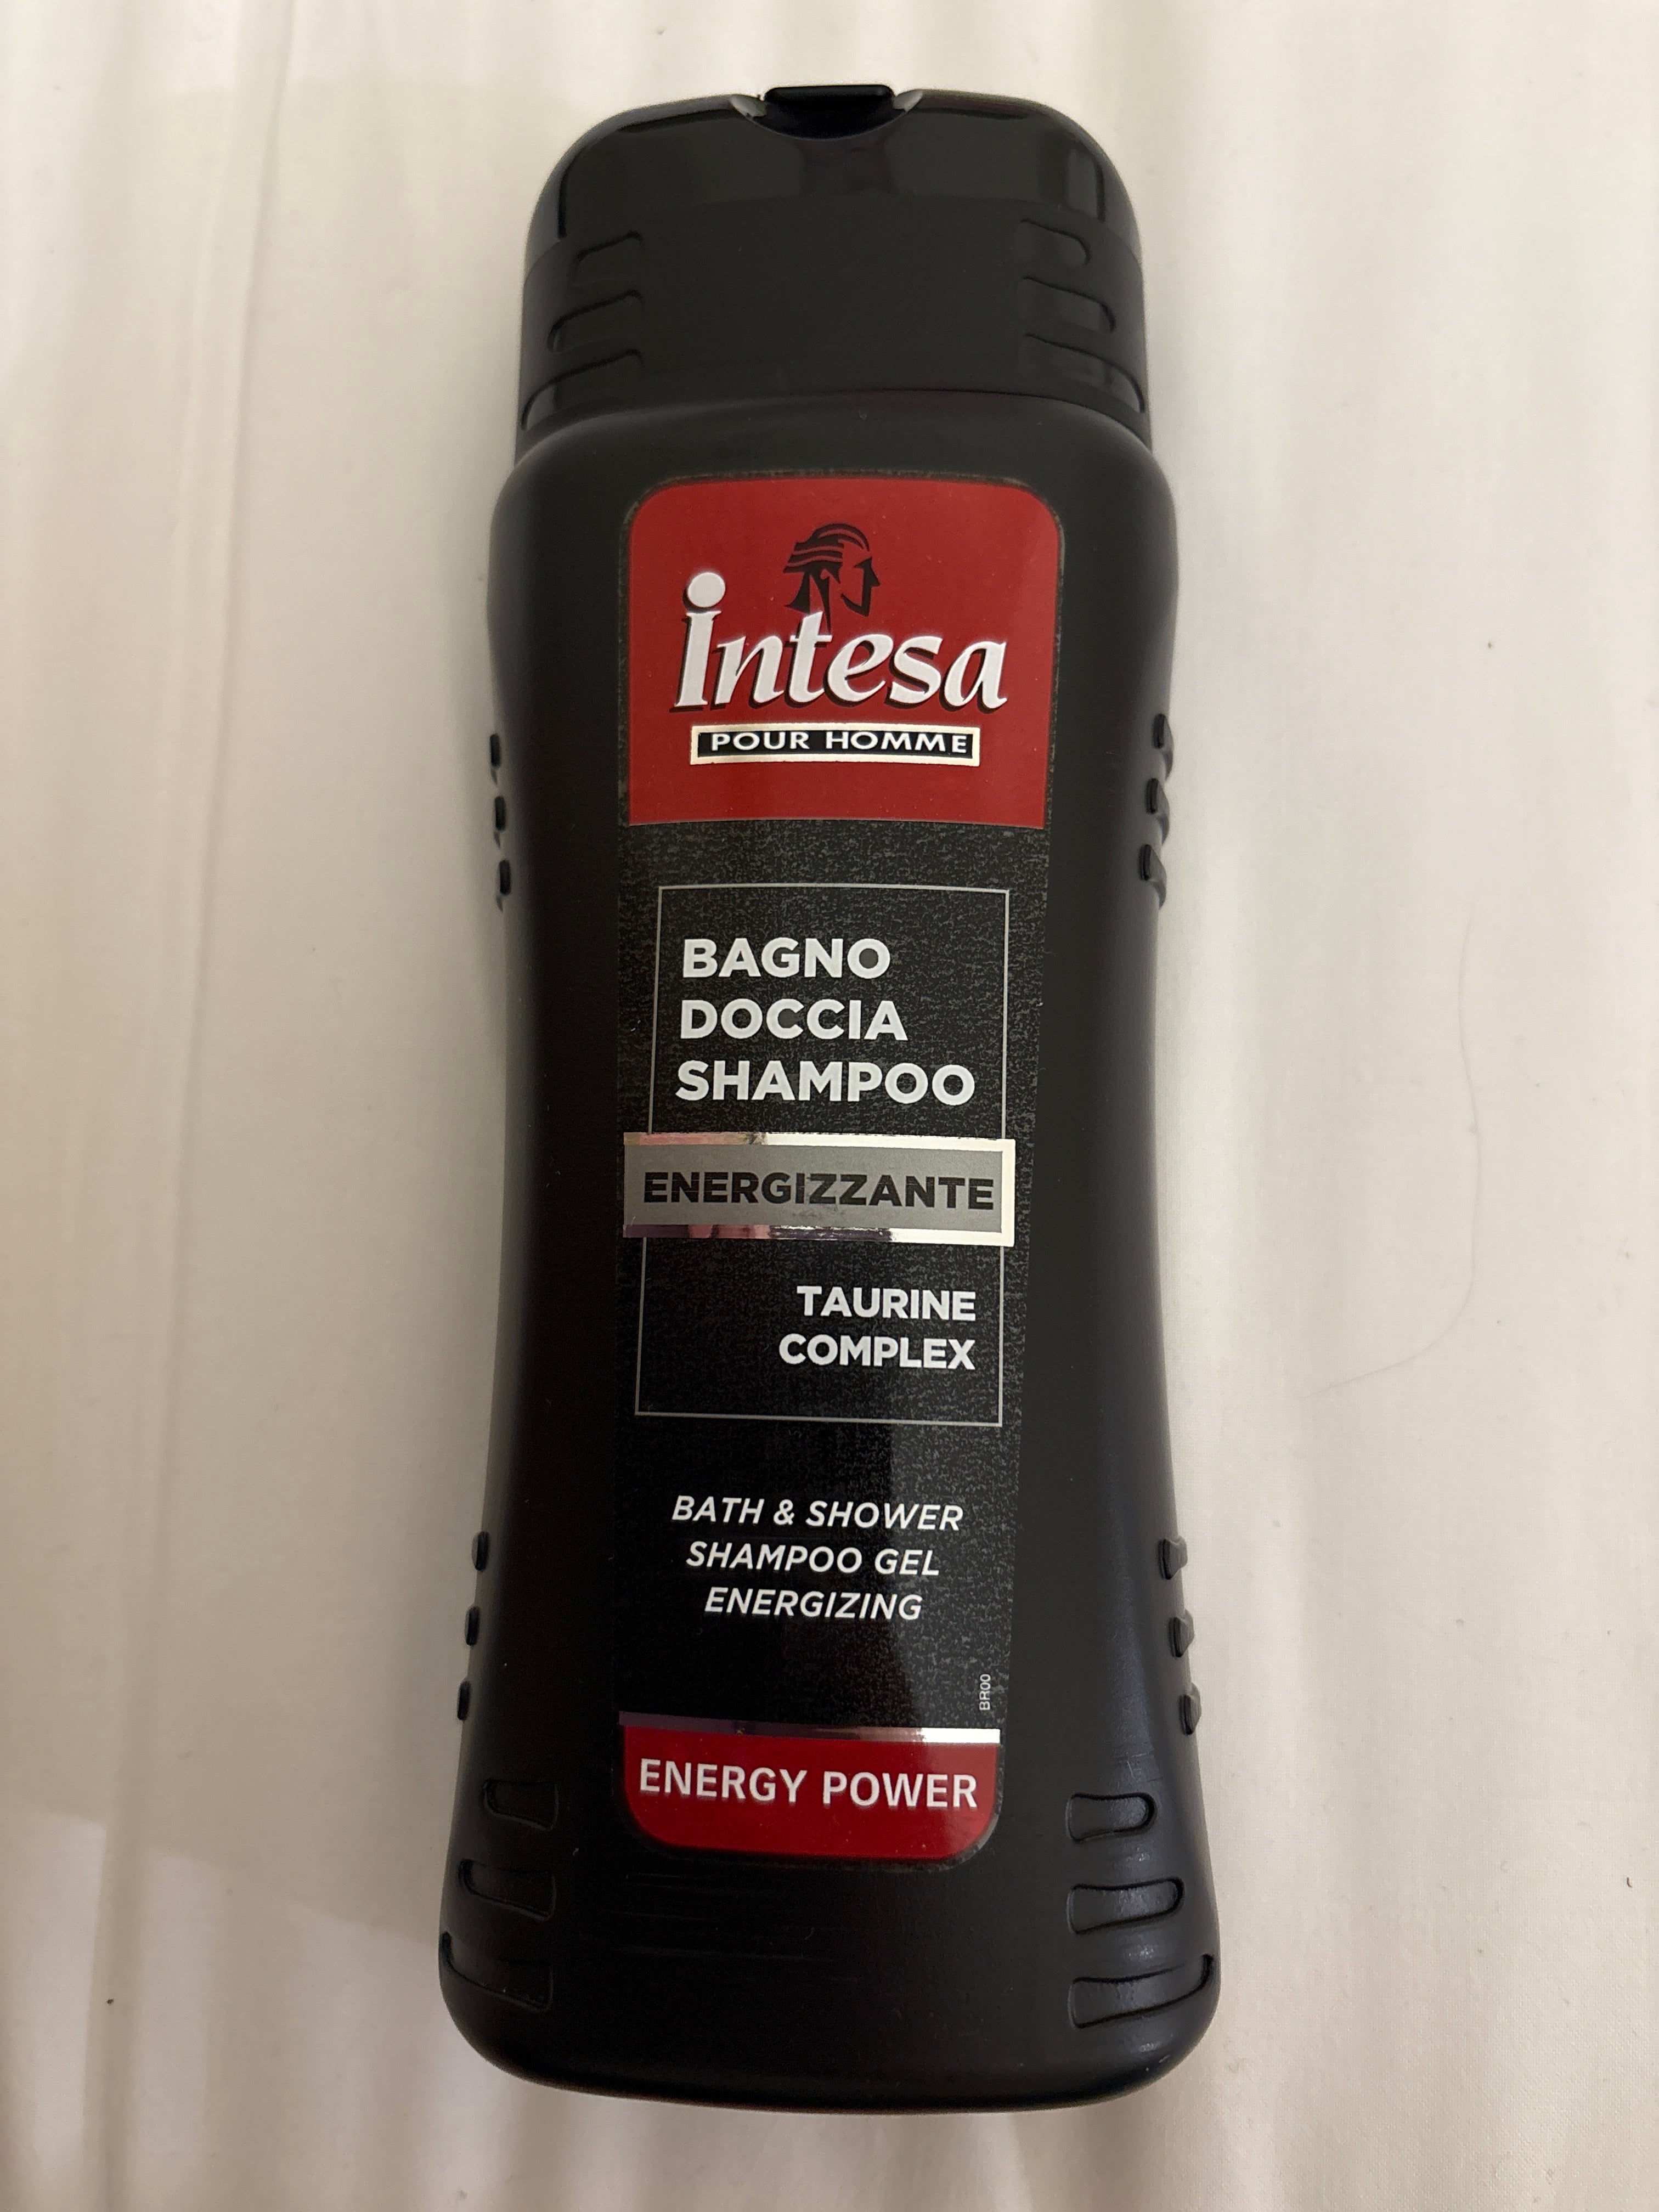 intesa
POUR HOMME
BAGNO
DOCCIA
SHAMPOO
ENERGIZZANTE
TAURINE
COMPLEX
BATH & SHOWER
SHAMPOO GEL
ENERGIZING
BR00
ENERGY POWER